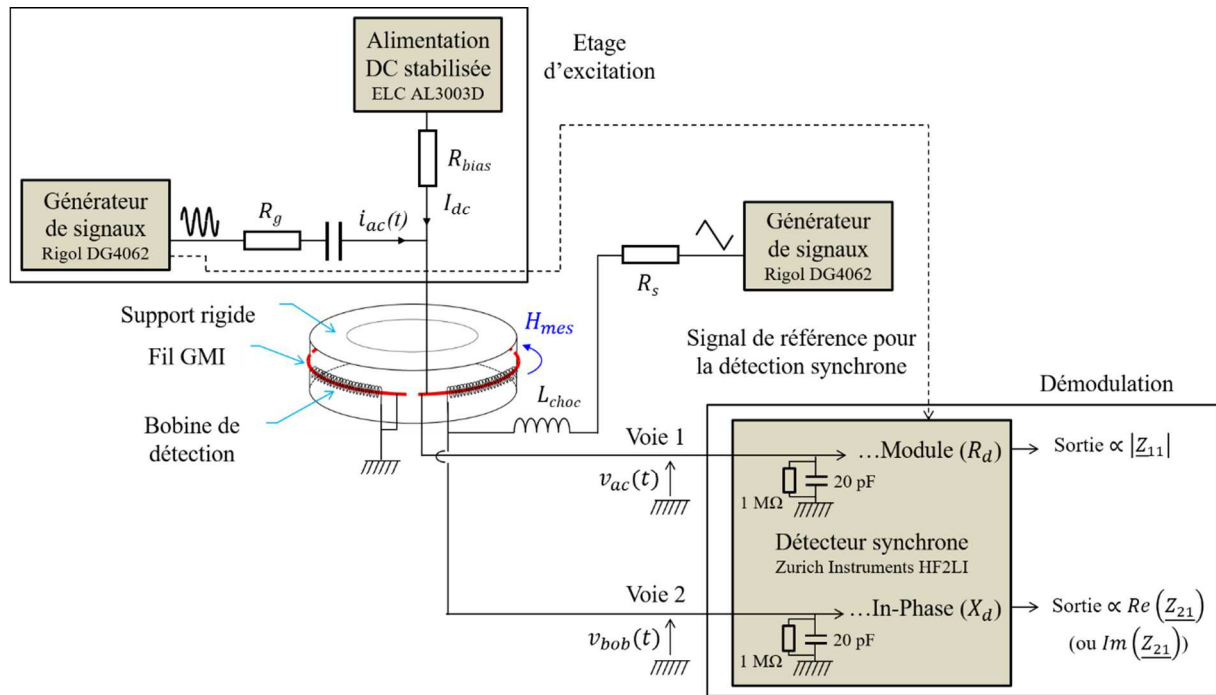 Alimentation
DC stabilisée
ELC AL3003D
Etage
d’excitation
R_bias
I_dc
Générateur
de signaux
Rigol DG4062
R_g
i_ac(t)
Générateur
de signaux
Rigol DG4062
R_s
Support rigide
Fil GMI
Bobine de
détection
H_mes
L_choc
Signal de référence pour
la détection synchrone
Démodulation
Voie 1
v_ac(t)
…Module (R_d)
1 MΩ
20 pF
Sortie ∝ |Z_11|
Détecteur synchrone
Zurich Instruments HF2LI
Voie 2
v_bob(t)
…In-Phase (X_d)
1 MΩ
20 pF
Sortie ∝ Re (Z_21)
(ou Im (Z_21))